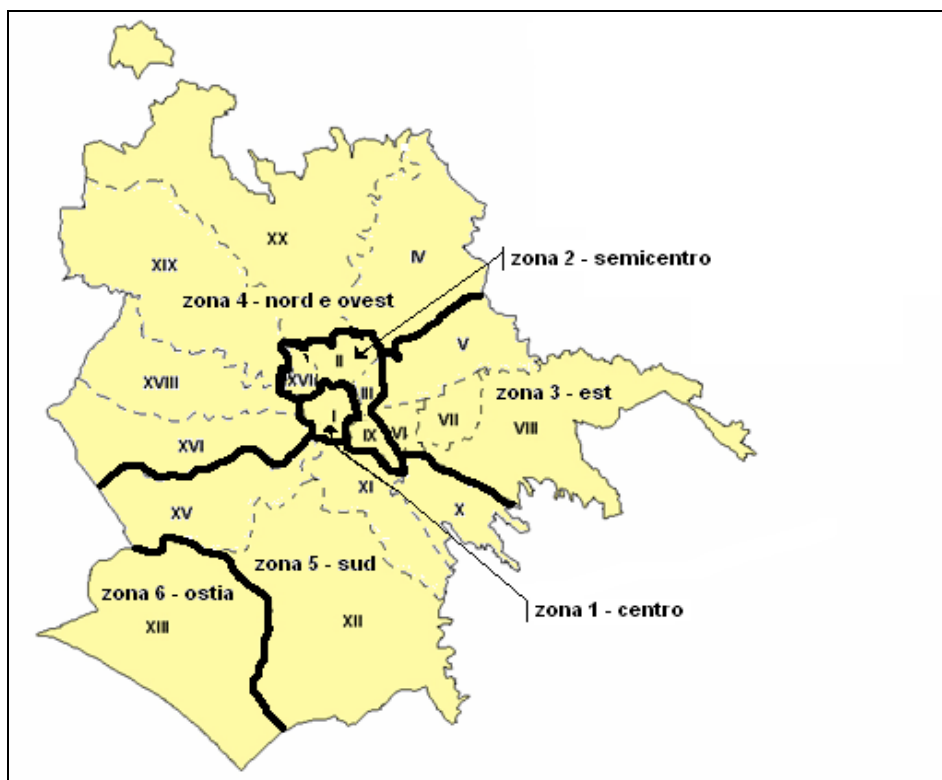 XX
XIX
IV
zona 2 - semicentro
zona 4 - nord e ovest
V
II
XVII
XVIII
III
zona 3 - est
I
VII
VIII
IX
VI
XVI
XI
X
XV
zona 5 - sud
zona 6 - ostia
zona 1 - centro
XIII
XII